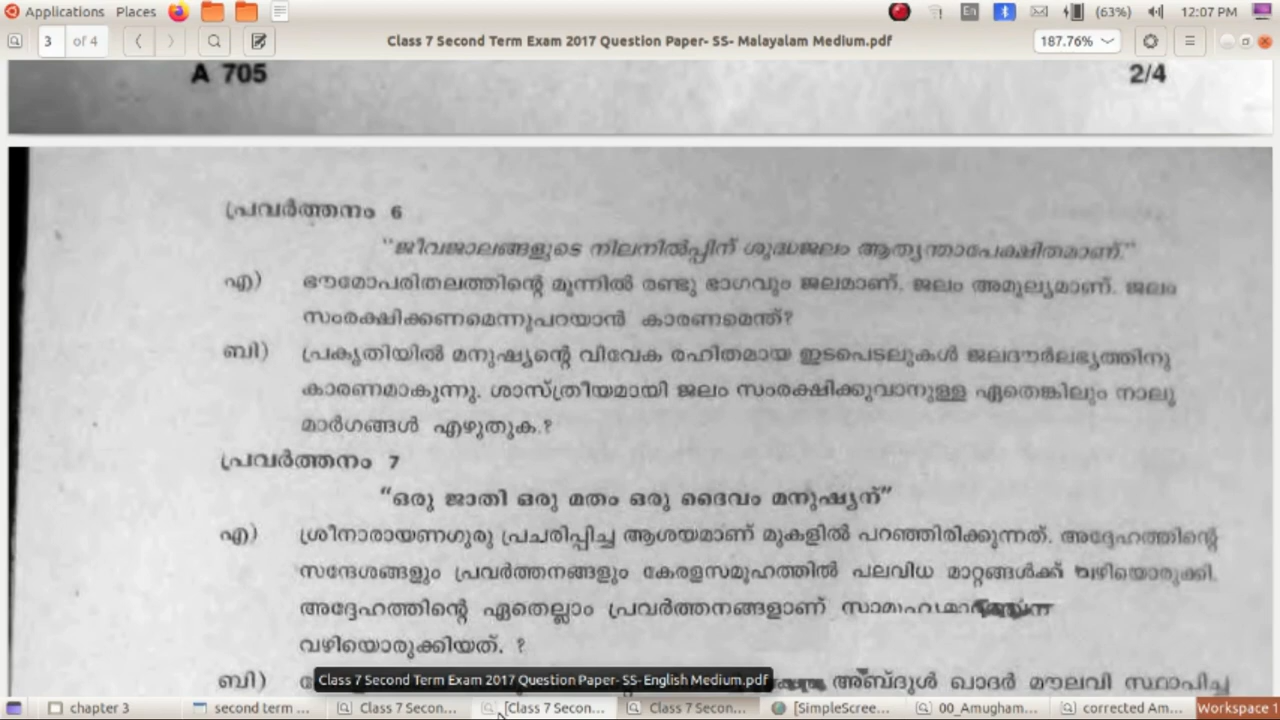 Applications Places En (63%) 12:07 PM
3 of 4 Class 7 Second Term Exam 2017 Question Paper- SS- Malayalam Medium.pdf 187.76%
A 705 2/4
പ്രവർത്തനം 6
"ജീവജാലങ്ങളുടെ നിലനിൽപ്പിന് ശുദ്ധജലം ആത്യന്താപേക്ഷിതമാണ്."
എ) ഭൗമോപരിതലത്തിന്റെ മൂന്നിൽ രണ്ടു ഭാഗവും ജലമാണ്. ജലം അമൂല്യമാണ്. ജലം
സംരക്ഷിക്കണമെന്നുപറയാൻ കാരണമെന്ത്?
ബി) പ്രകൃതിയിൽ മനുഷ്യന്റെ വിവേക രഹിതമായ ഇടപെടലുകൾ ജലദൗർലഭ്യത്തിനു
കാരണമാകുന്നു. ശാസ്ത്രീയമായി ജലം സംരക്ഷിക്കുവാനുള്ള ഏതെങ്കിലും നാലു
മാർഗങ്ങൾ എഴുതുക.?
പ്രവർത്തനം 7
"ഒരു ജാതി ഒരു മതം ഒരു ദൈവം മനുഷ്യന്"
എ) ശ്രീനാരായണഗുരു പ്രചരിപ്പിച്ച ആശയമാണ് മുകളിൽ പറഞ്ഞിരിക്കുന്നത്. അദ്ദേഹത്തിന്റെ
സന്ദേശങ്ങളും പ്രവർത്തനങ്ങളും കേരളസമൂഹത്തിൽ പലവിധ മാറ്റങ്ങൾക്ക് വഴിയൊരുക്കി.
അദ്ദേഹത്തിന്റെ ഏതെല്ലാം പ്രവർത്തനങ്ങളാണ്
വഴിയൊരുക്കിയത്. ?
ബി) അബ്ദുൾ ഖാദർ മൗലവി സ്ഥാപിച്ച
Class 7 Second Term Exam 2017 Question Paper- SS- English Medium.pdf
chapter 3 second term ... Class 7 Secon... [Class 7 Secon... Class 7 Secon... [SimpleScree... 00_Amugham... corrected Am... Workspace 1